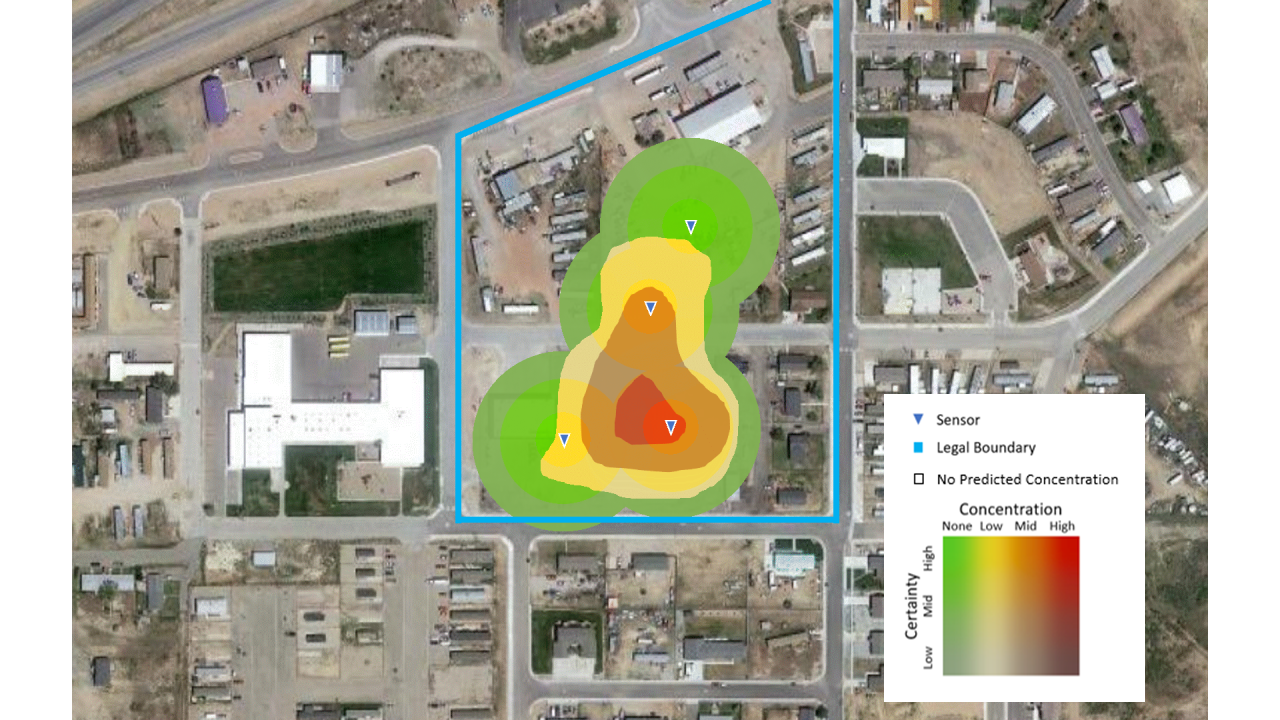 Sensor
Legal Boundary
No Predicted Concentration
Concentration
None Low Mid High
Certainty
High
Mid
Low